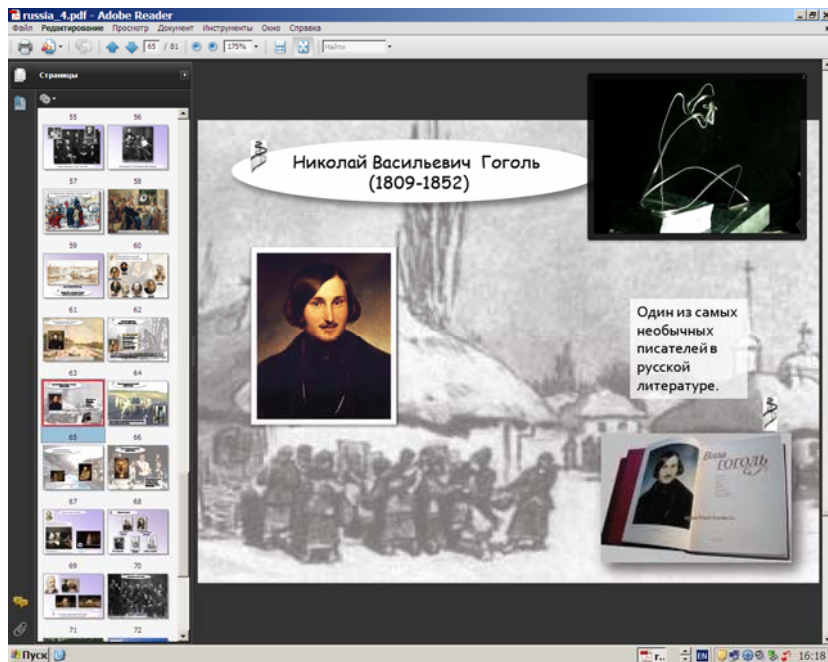 russia_4.pdf - Adobe Reader
Файл Редактирование Просмотр Документ Инструменты Окно Справка
65 / 81 175% Найти
Страницы
55 56
57 58
59 60
61 62
63 64
65 66
67 68
69 70
71 72
Николай Васильевич Гоголь
(1809-1852)
Один из самых
необычных
писателей в
русской
литературе.
Ваш
ГОГОЛЬ
Пуск
EN 16:18